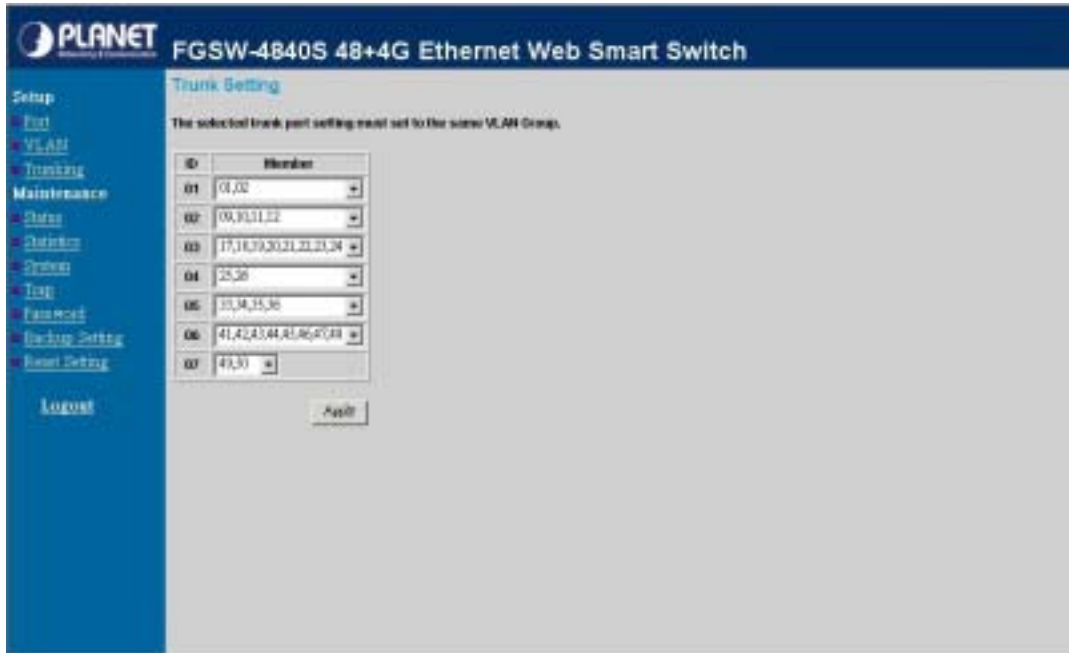 PLANET
FGSW-4840S 48+4G Ethernet Web Smart Switch
Setup
Port
VLAN
Trunking
Maintenance
Status
Statistics
System
Trap
Password
Backup Setting
Reset Setting
Logout
Trunk Setting
The selected trunk port setting must set to the same VLAN Group.
ID Member
01 01,02
02 09,10,11,12
03 17,18,19,20,21,22,23,24
04 25,26
05 33,34,35,36
06 41,42,43,44,45,46,47,48
07 49,50
Apply